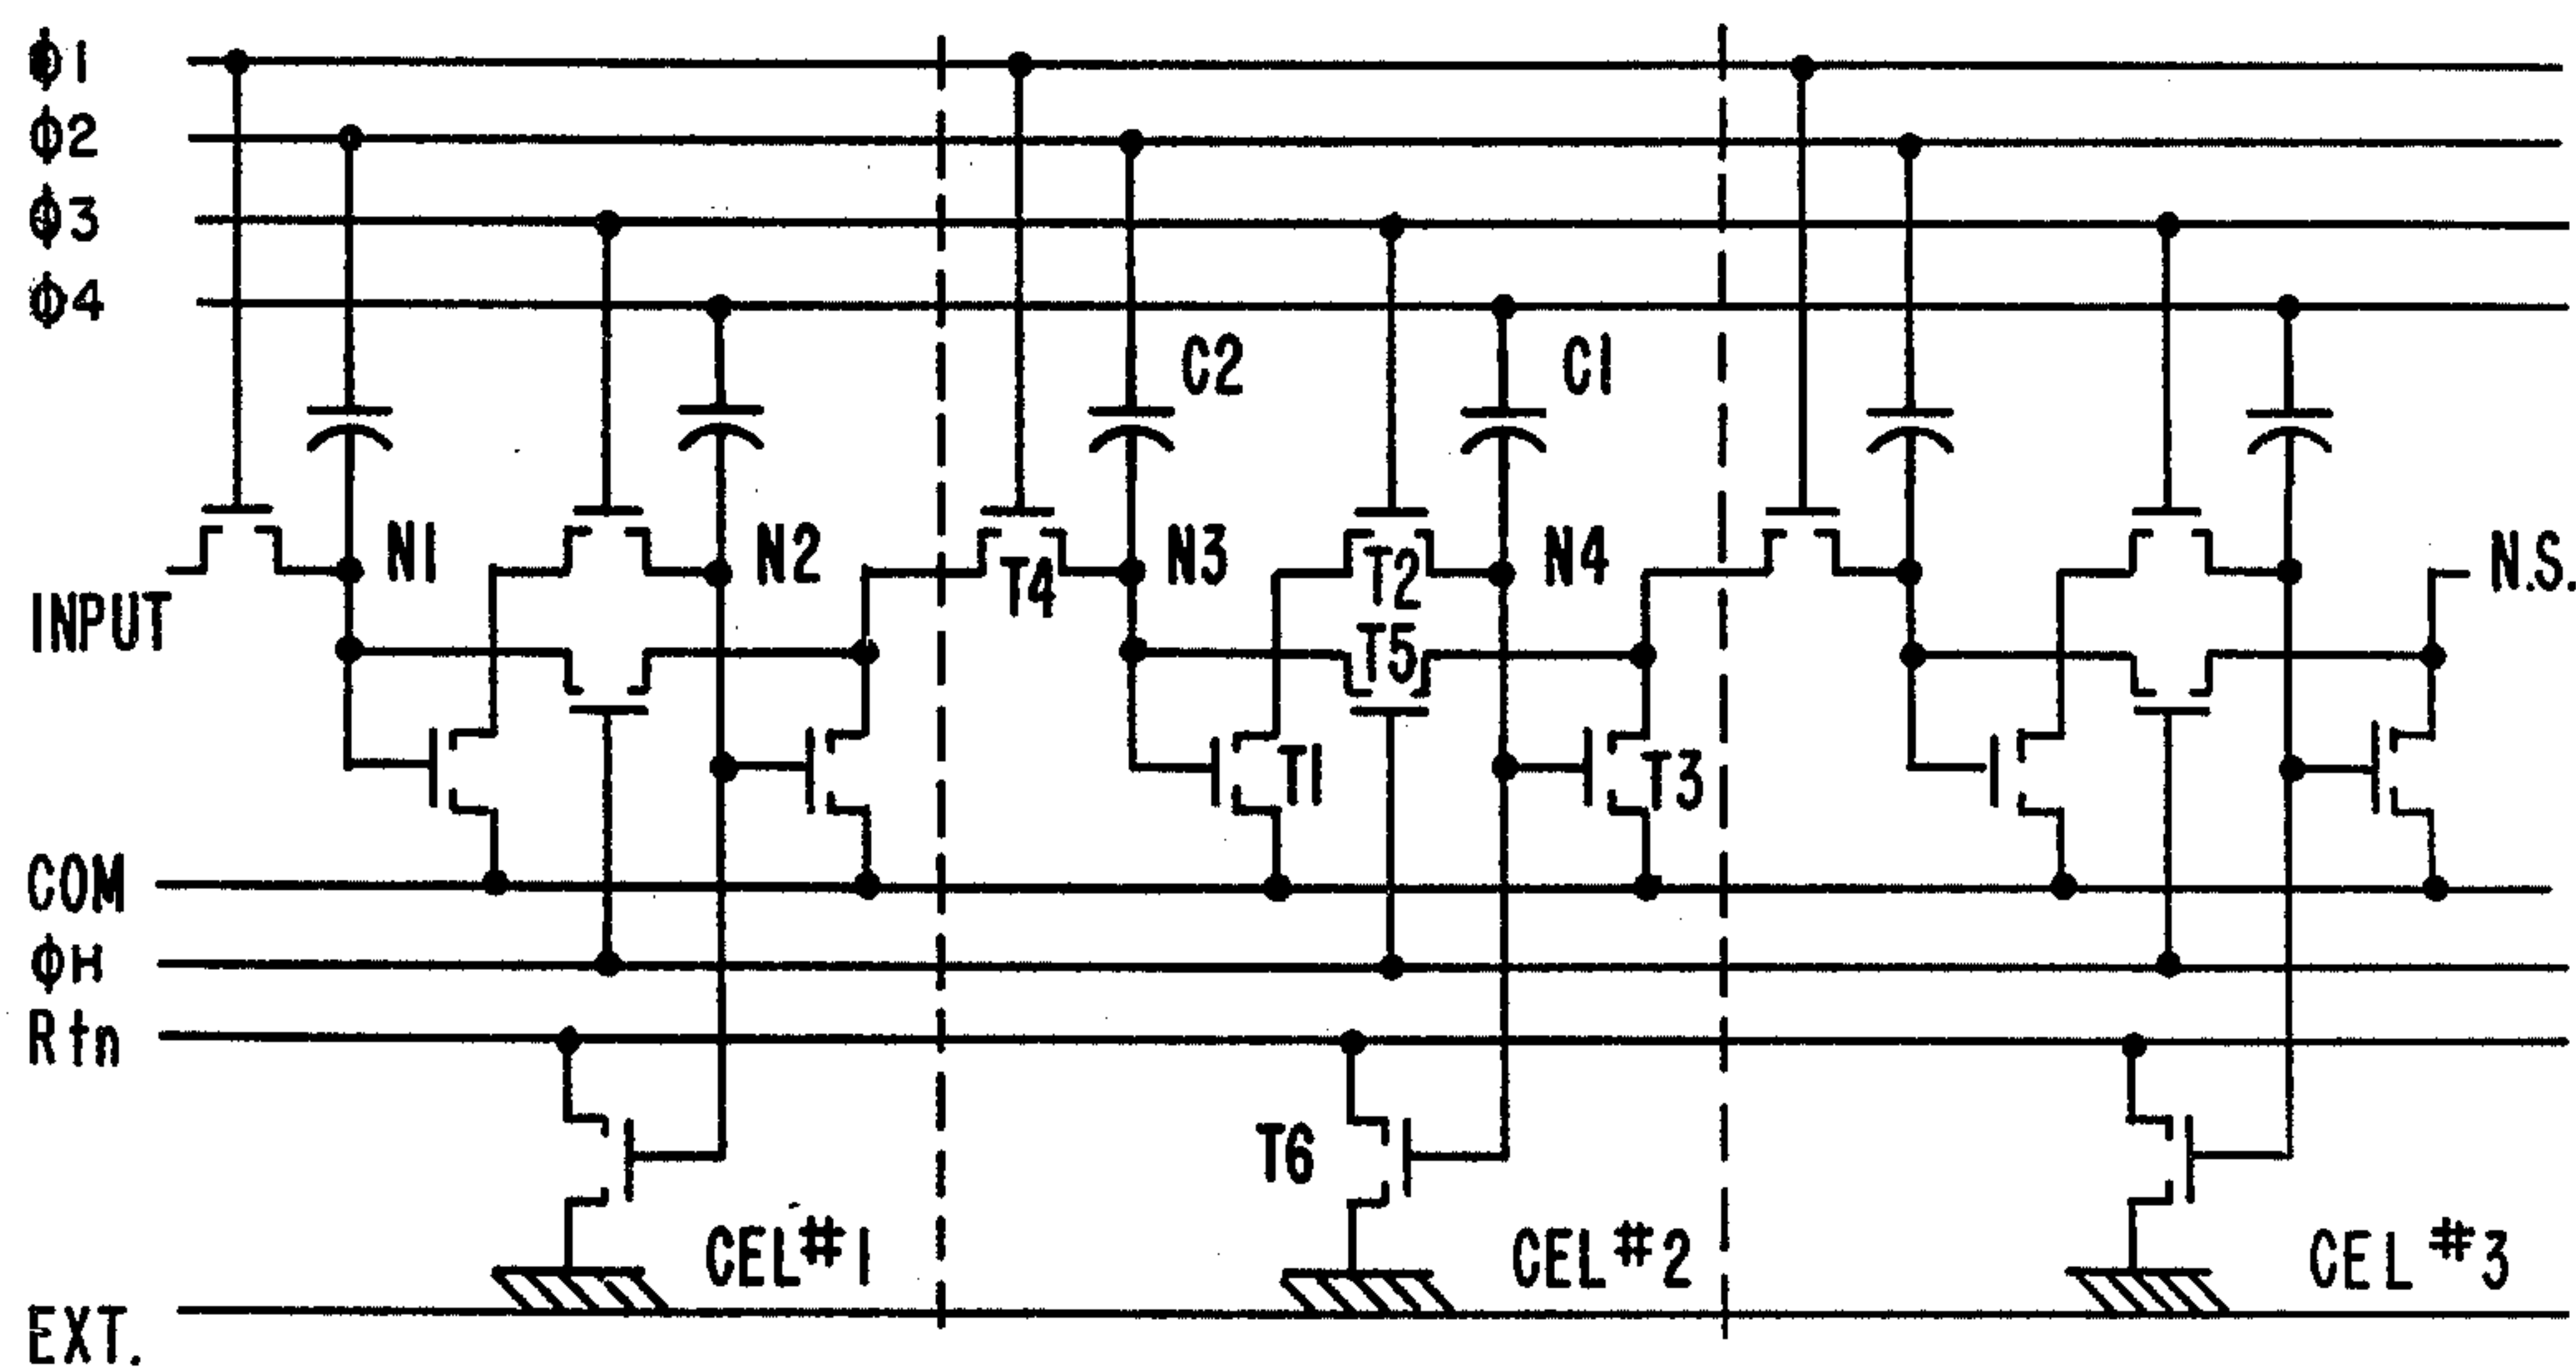 ϕ1
ϕ2
ϕ3
ϕ4
C2
C1
N1
N2
N3
N4
N.S.
T4
T2
INPUT
T5
T1
T3
COM
ϕH
Rtn
T6
CEL#1
CEL#2
CEL#3
EXT.